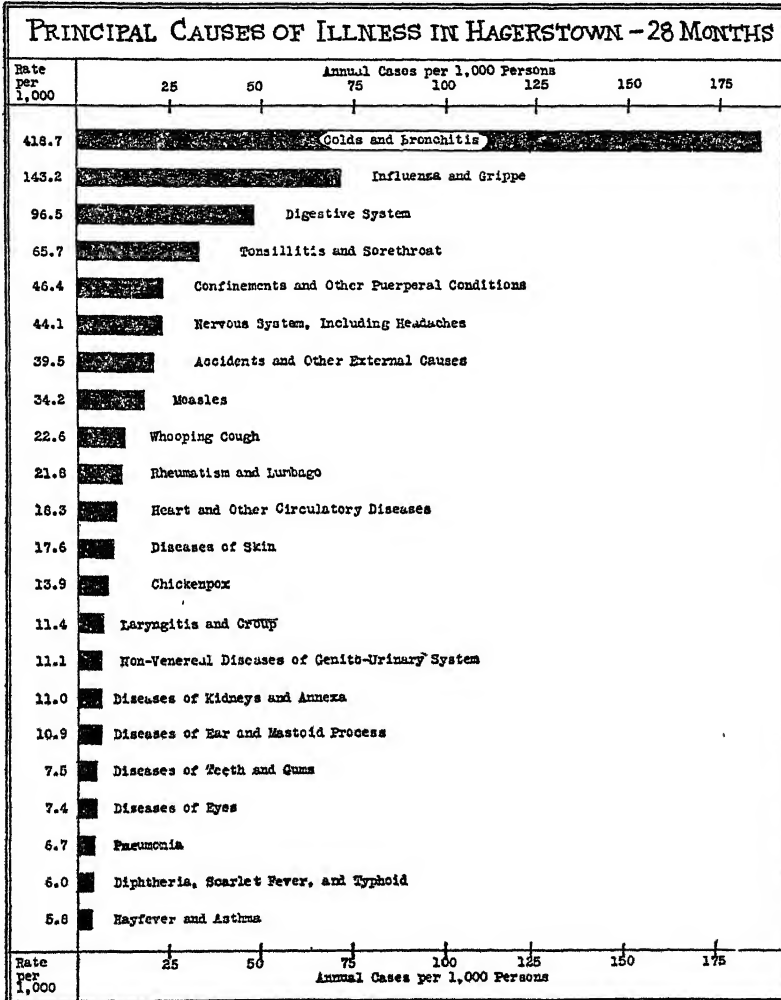 PRINCIPAL CAUSES OF ILLNESS IN HAGERSTOWN - 28 MONTHS
Rate per 1,000
Annual Cases per 1,000 Persons
25 50 75 100 125 150 175
418.7 Colds and Bronchitis
143.2 Influenza and Grippe
96.5 Digestive System
65.7 Tonsillitis and Sorethroat
46.4 Confinements and Other Puerperal Conditions
44.1 Nervous System, Including Headaches
39.5 Accidents and Other External Causes
34.2 Measles
22.6 Whooping Cough
21.8 Rheumatism and Lumbago
18.3 Heart and Other Circulatory Diseases
17.6 Diseases of Skin
13.9 Chickenpox
11.4 Laryngitis and Croup
11.1 Non-Venereal Diseases of Genito-Urinary System
11.0 Diseases of Kidneys and Annexa
10.9 Diseases of Ear and Mastoid Process
7.5 Diseases of Teeth and Gums
7.4 Diseases of Eyes
6.7 Pneumonia
6.0 Diphtheria, Scarlet Fever, and Typhoid
5.8 Hayfever and Asthma
Rate per 1,000
25 50 75 100 125 150 175
Annual Cases per 1,000 Persons